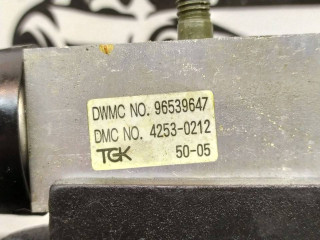 DWMC NO. 96539647
DMC NO. 4253-0212
TGK 50-05